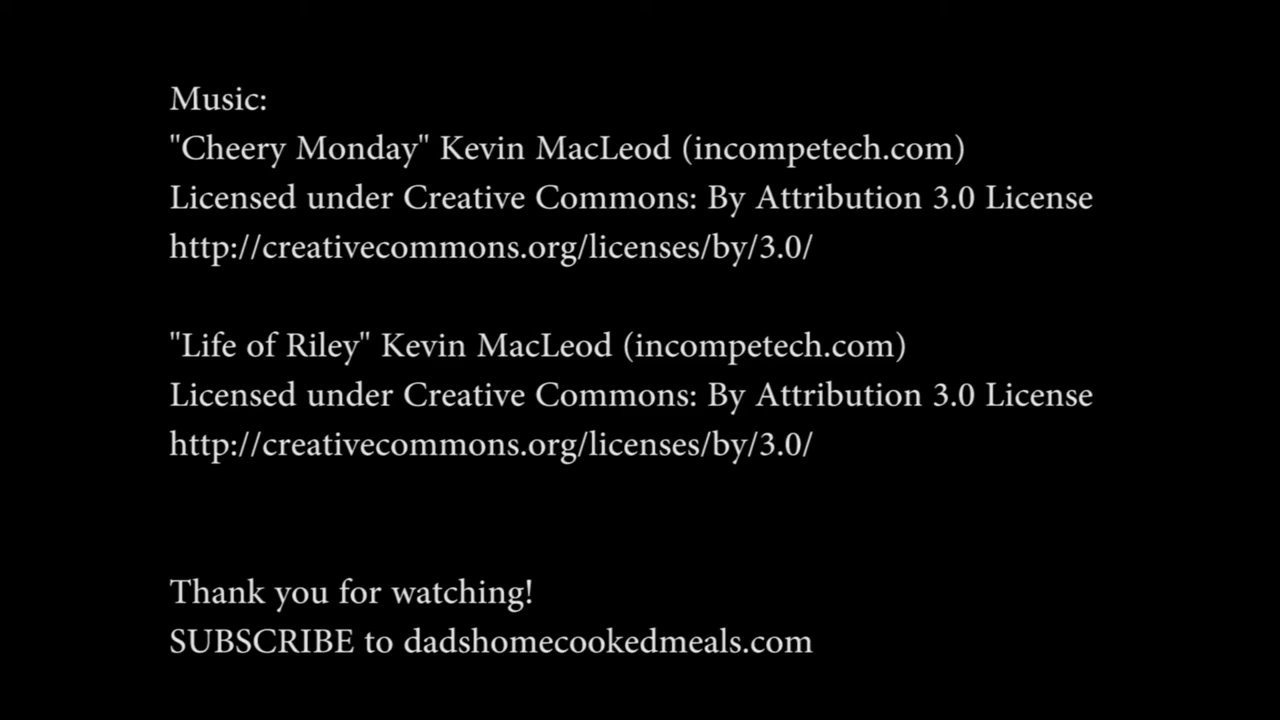 Music:
"Cheery Monday" Kevin MacLeod (incompetech.com)
Licensed under Creative Commons: By Attribution 3.0 License
http://creativecommons.org/licenses/by/3.0/
"Life of Riley" Kevin MacLeod (incompetech.com)
Licensed under Creative Commons: By Attribution 3.0 License
http://creativecommons.org/licenses/by/3.0/
Thank you for watching!
SUBSCRIBE to dadshomecookedmeals.com